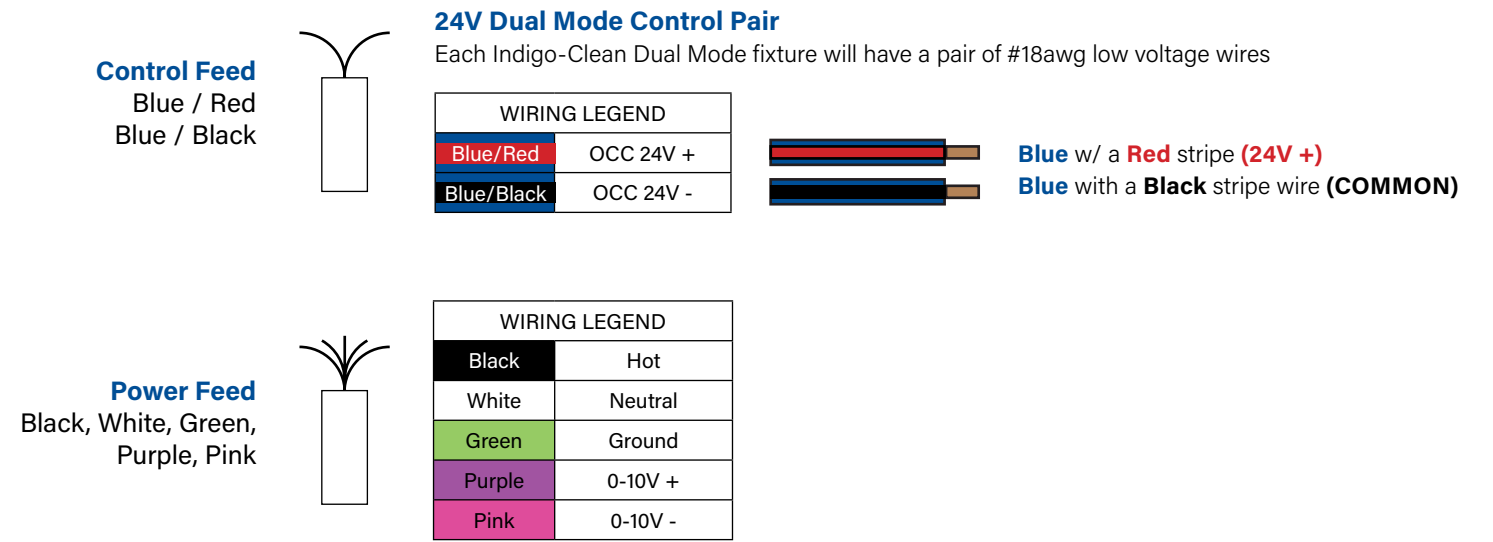 24V Dual Mode Control Pair
Each Indigo-Clean Dual Mode fixture will have a pair of #18awg low voltage wires
Control Feed
Blue / Red
Blue / Black
WIRING LEGEND
Blue/Red OCC 24V +
Blue/Black OCC 24V -
Blue w/ a Red stripe (24V +)
Blue with a Black stripe wire (COMMON)
Power Feed
Black, White, Green,
Purple, Pink
WIRING LEGEND
Black Hot
White Neutral
Green Ground
Purple 0-10V +
Pink 0-10V -